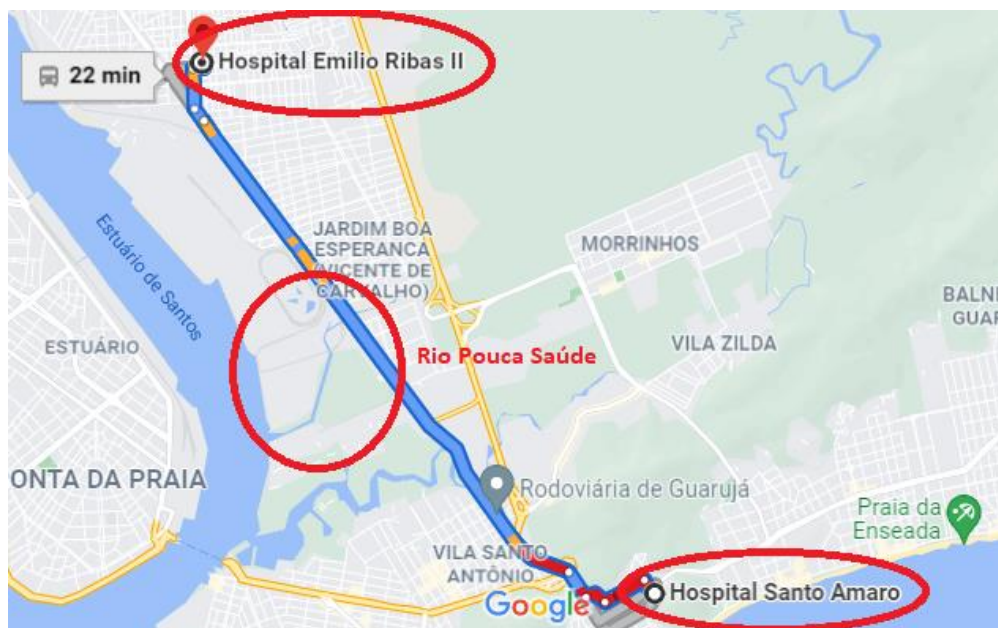 Hospital Emilio Ribas II
22 min
Estuário de Santos
JARDIM BOA
ESPERANCA
(VICENTE DE
CARVALHO)
MORRINHOS
BALNE
GUAR
ESTUÁRIO
Rio Pouca Saúde
VILA ZILDA
ONTA DA PRAIA
Rodoviária de Guarujá
Praia da
Enseada
VILA SANTO
ANTÔNIO
Google
Hospital Santo Amaro